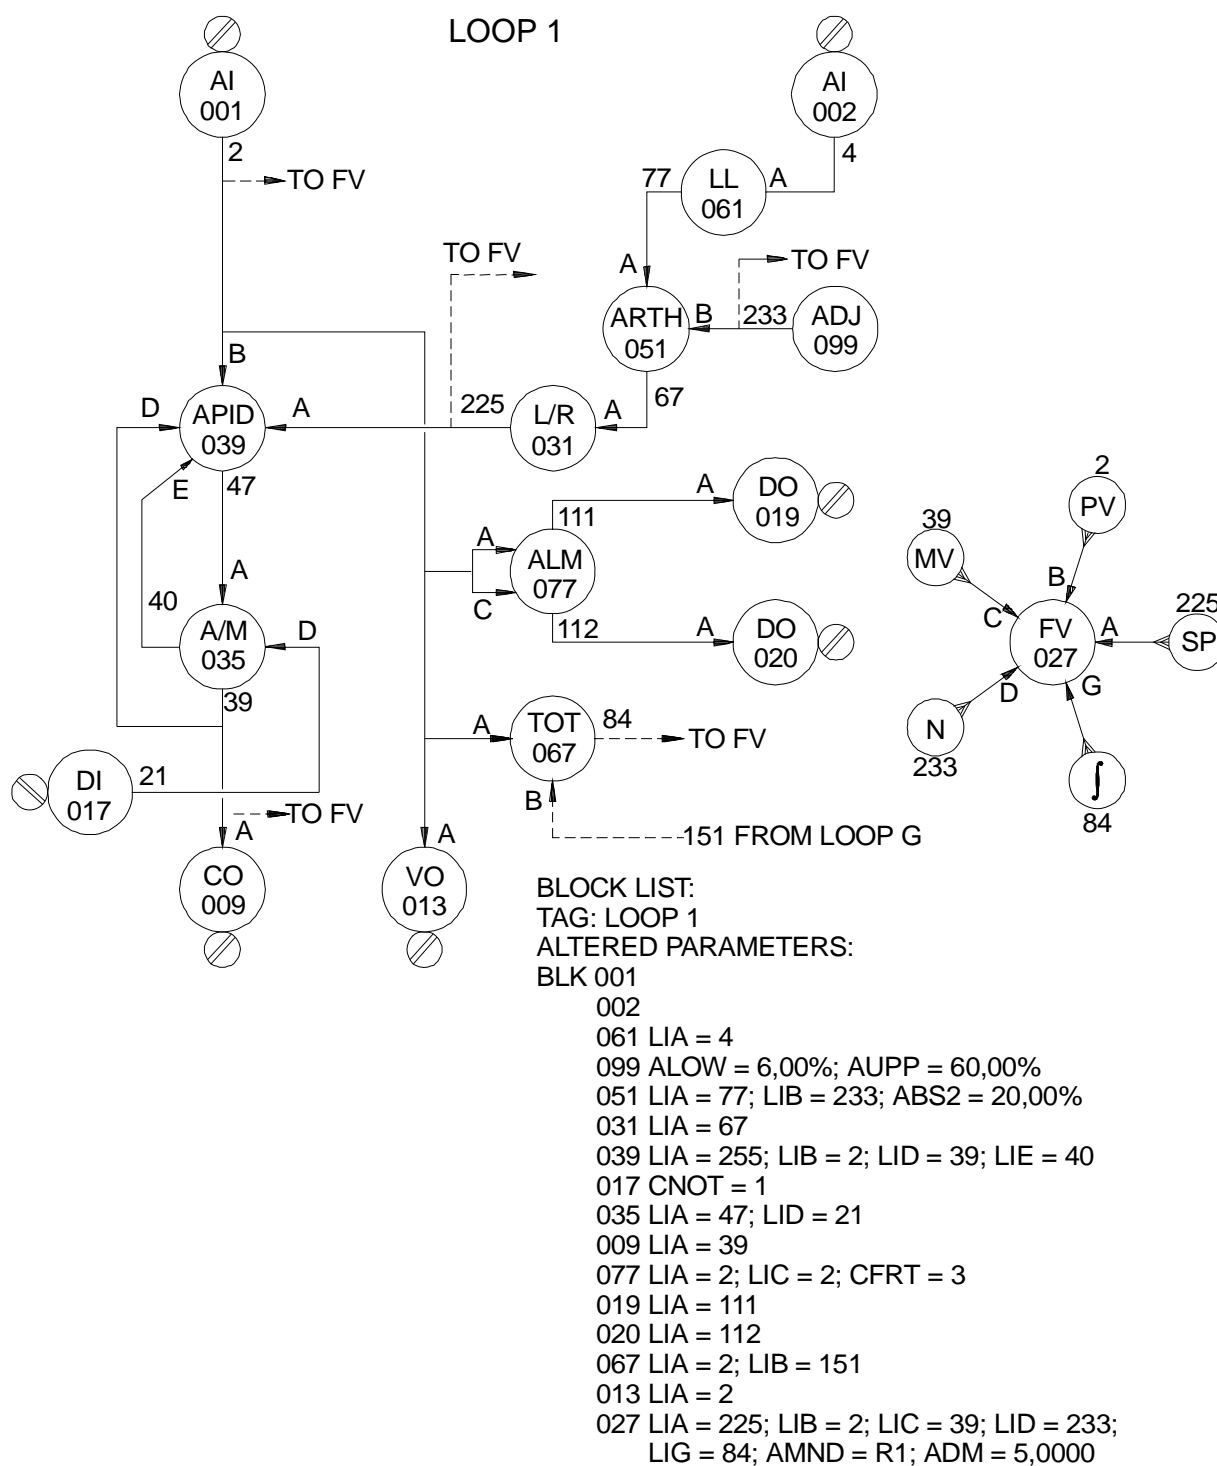 LOOP 1
AI
001
AI
002
2
4
TO FV
77
LL
061
A
TO FV
TO FV
A
ARTH
051
B
233
ADJ
099
B
67
D
APID
039
A
225
L/R
031
A
E
47
A
DO
019
2
PV
111
39
MV
A
ALM
077
B
A
C
225
40
C
FV
027
A
SP
A/M
035
D
112
A
DO
020
G
D
39
TOT
067
A
84
TO FV
N
233
DI
017
21
∫
84
TO FV
B
A
A
151 FROM LOOP G
CO
009
VO
013
BLOCK LIST:
TAG: LOOP 1
ALTERED PARAMETERS:
BLK 001
002
061 LIA = 4
099 ALOW = 6,00%; AUPP = 60,00%
051 LIA = 77; LIB = 233; ABS2 = 20,00%
031 LIA = 67
039 LIA = 255; LIB = 2; LID = 39; LIE = 40
017 CNOT = 1
035 LIA = 47; LID = 21
009 LIA = 39
077 LIA = 2; LIC = 2; CFRT = 3
019 LIA = 111
020 LIA = 112
067 LIA = 2; LIB = 151
013 LIA = 2
027 LIA = 225; LIB = 2; LIC = 39; LID = 233;
LIG = 84; AMND = R1; ADM = 5,0000